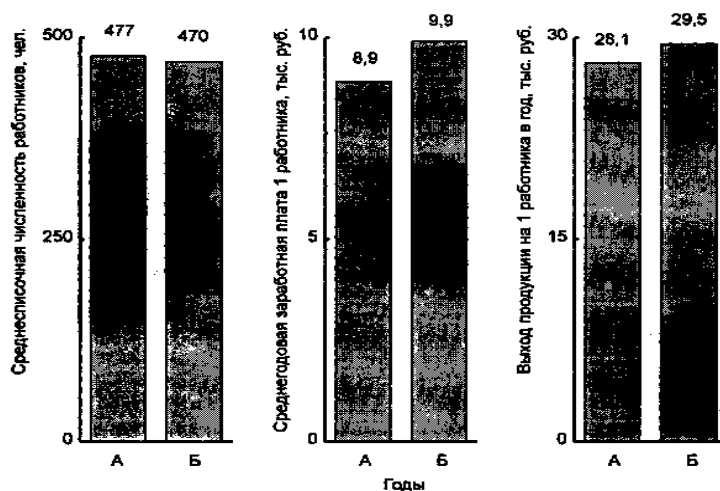 Среднесписочная численность работников, чел.
500
250
0
477
470
А
Б
Среднегодовая заработная плата 1 работника, тыс. руб.
10
5
0
8,9
9,9
А
Б
Годы
Выход продукции на 1 работника в год, тыс. руб.
30
15
0
28,1
29,5
А
Б